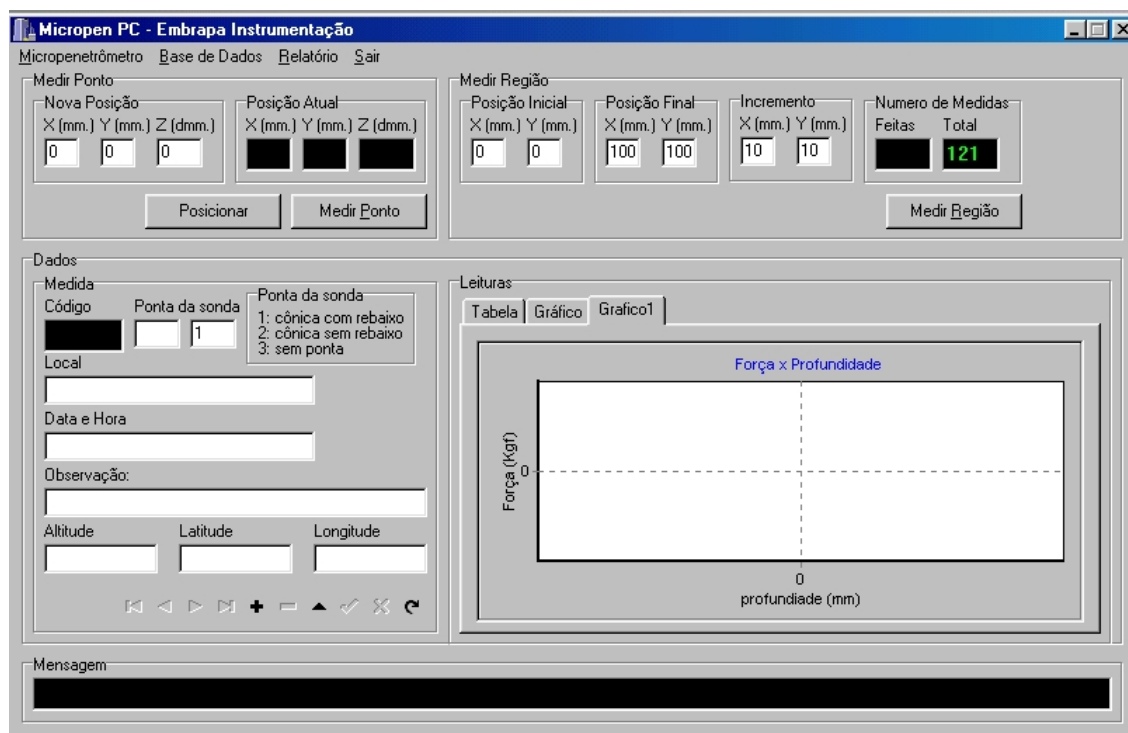 Micropen PC - Embrapa Instrumentação
Micropenetrômetro Base de Dados Relatório Sair
Medir Ponto
Nova Posição
X (mm.) Y (mm.) Z (dmm.)
0 0 0
Posição Atual
X (mm.) Y (mm.) Z (dmm.)
Posicionar
Medir Ponto
Medir Região
Posição Inicial
X (mm.) Y (mm.)
0 0
Posição Final
X (mm.) Y (mm.)
100 100
Incremento
X (mm.) Y (mm.)
10 10
Numero de Medidas
Feitas Total
121
Medir Região
Dados
Medida
Código
Ponta da sonda
1
Ponta da sonda
1: cônica com rebaixo
2: cônica sem rebaixo
3: sem ponta
Local
Data e Hora
Observação:
Altitude Latitude Longitude
Leituras
Tabela Gráfico Grafico1
Força x Profundidade
Força (Kgf)
0
0
profundiade (mm)
Mensagem